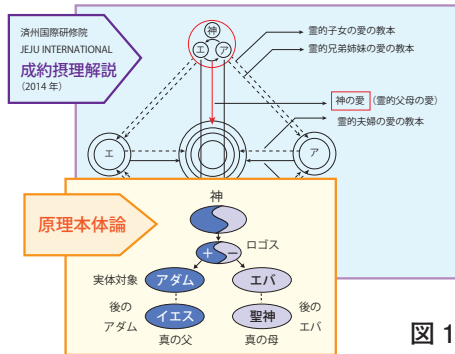 済州国際研修院
JEJU INTERNATIONAL
成約摂理解説
（2014 年）
神
エ
ア
霊的子女の愛の教本
霊的兄弟姉妹の愛の教本
神の愛（霊的父母の愛）
霊的夫婦の愛の教本
エ
ア
原理本体論
神
ロゴス
＋
−
実体対象
アダム
エバ
後の
アダム
イエス
聖神
後の
エバ
真の父
真の母
図 1